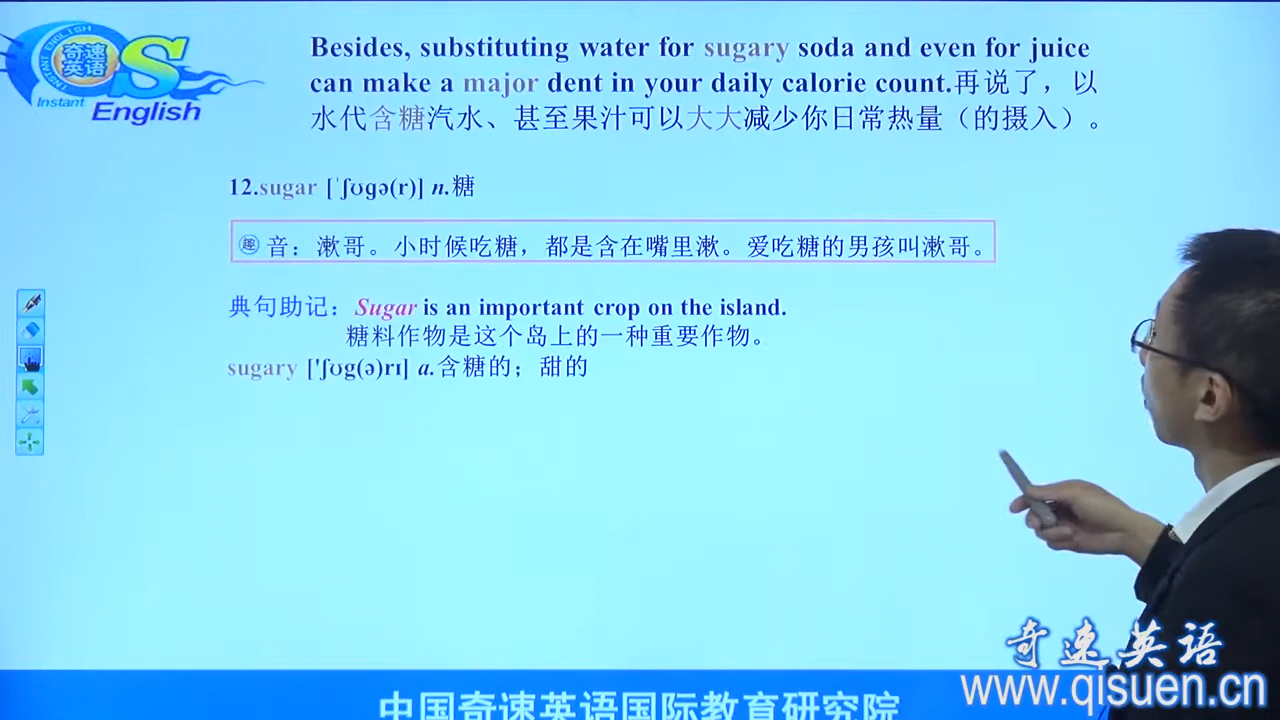 INSTANT ENGLISH
奇速
英语
S
Instant
English
Besides, substituting water for sugary soda and even for juice
can make a major dent in your daily calorie count.再说了，以
水代含糖汽水、甚至果汁可以大大减少你日常热量（的摄入）。
12.sugar [ˈʃʊɡə(r)] n.糖
趣音：漱哥。小时候吃糖，都是含在嘴里漱。爱吃糖的男孩叫漱哥。
典句助记：Sugar is an important crop on the island.
糖料作物是这个岛上的一种重要作物。
sugary ['ʃʊg(ə)rɪ] a.含糖的；甜的
奇速英语
www.qisuen.cn
中国奇速英语国际教育研究院